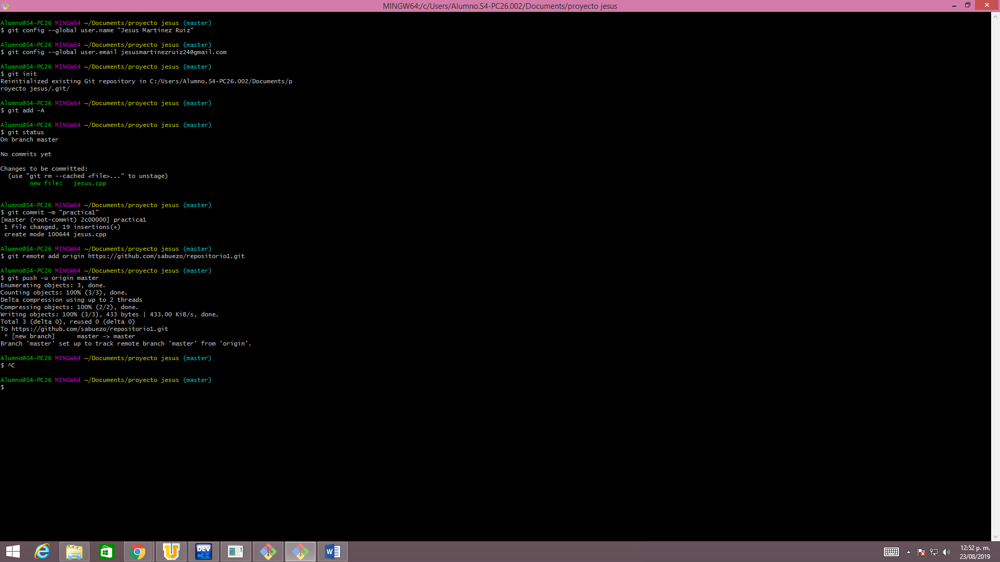 MINGW64:/c/Users/Alumno.S4-PC26.002/Documents/proyecto jesus
Alumno@S4-PC26 MINGW64 ~/Documents/proyecto jesus (master)
$ git config --global user.name "Jesus Martinez Ruiz"
Alumno@S4-PC26 MINGW64 ~/Documents/proyecto jesus (master)
$ git config --global user.email jesusmartinezruiz24@gmail.com
Alumno@S4-PC26 MINGW64 ~/Documents/proyecto jesus (master)
$ git init
Reinitialized existing Git repository in C:/Users/Alumno.S4-PC26.002/Documents/p
royecto jesus/.git/
Alumno@S4-PC26 MINGW64 ~/Documents/proyecto jesus (master)
$ git add -A
Alumno@S4-PC26 MINGW64 ~/Documents/proyecto jesus (master)
$ git status
On branch master
No commits yet
Changes to be committed:
  (use "git rm --cached <file>..." to unstage)
        new file:   jesus.cpp
Alumno@S4-PC26 MINGW64 ~/Documents/proyecto jesus (master)
$ git commit -m "practica1"
[master (root-commit) 2c00000] practica1
 1 file changed, 19 insertions(+)
 create mode 100644 jesus.cpp
Alumno@S4-PC26 MINGW64 ~/Documents/proyecto jesus (master)
$ git remote add origin https://github.com/sabuezo/repositorio1.git
Alumno@S4-PC26 MINGW64 ~/Documents/proyecto jesus (master)
$ git push -u origin master
Enumerating objects: 3, done.
Counting objects: 100% (3/3), done.
Delta compression using up to 2 threads
Compressing objects: 100% (2/2), done.
Writing objects: 100% (3/3), 433 bytes | 433.00 KiB/s, done.
Total 3 (delta 0), reused 0 (delta 0)
To https://github.com/sabuezo/repositorio1.git
 * [new branch]      master -> master
Branch 'master' set up to track remote branch 'master' from 'origin'.
Alumno@S4-PC26 MINGW64 ~/Documents/proyecto jesus (master)
$ ^C
Alumno@S4-PC26 MINGW64 ~/Documents/proyecto jesus (master)
$
DEV
C++
W
12:52 p. m.
23/08/2019